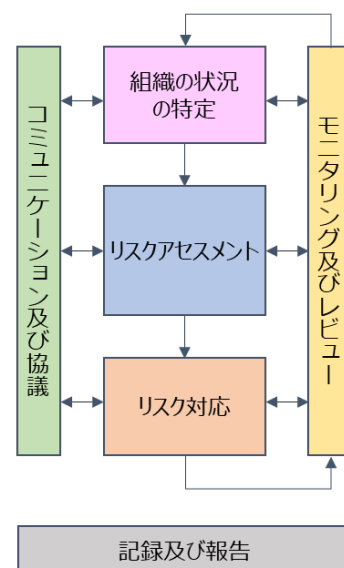 組織の状況
の特定
コミュニケーション及び協議
モニタリング及びレビュー
リスクアセスメント
リスク対応
記録及び報告